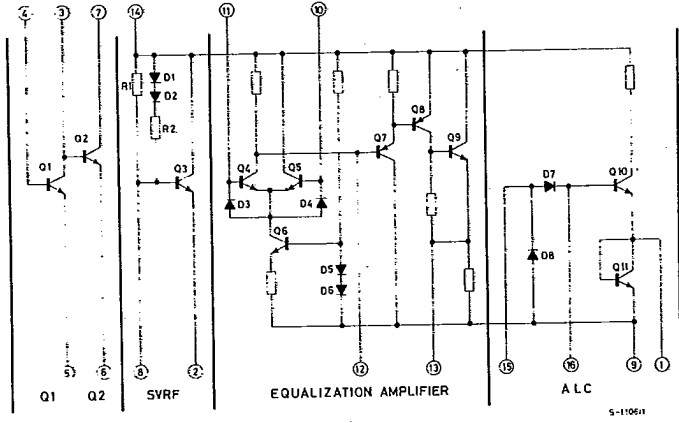 4 3 7 14 11 10
D1
R1 D2
R2
Q8
Q2 Q7 Q9
Q1 Q3 Q4 Q5 D7 Q10
D3 D4
Q6 D8
D5 Q11
D6
5 6 8 2 12 13 15 16 9 1
Q1 Q2 SVRF EQUALIZATION AMPLIFIER ALC